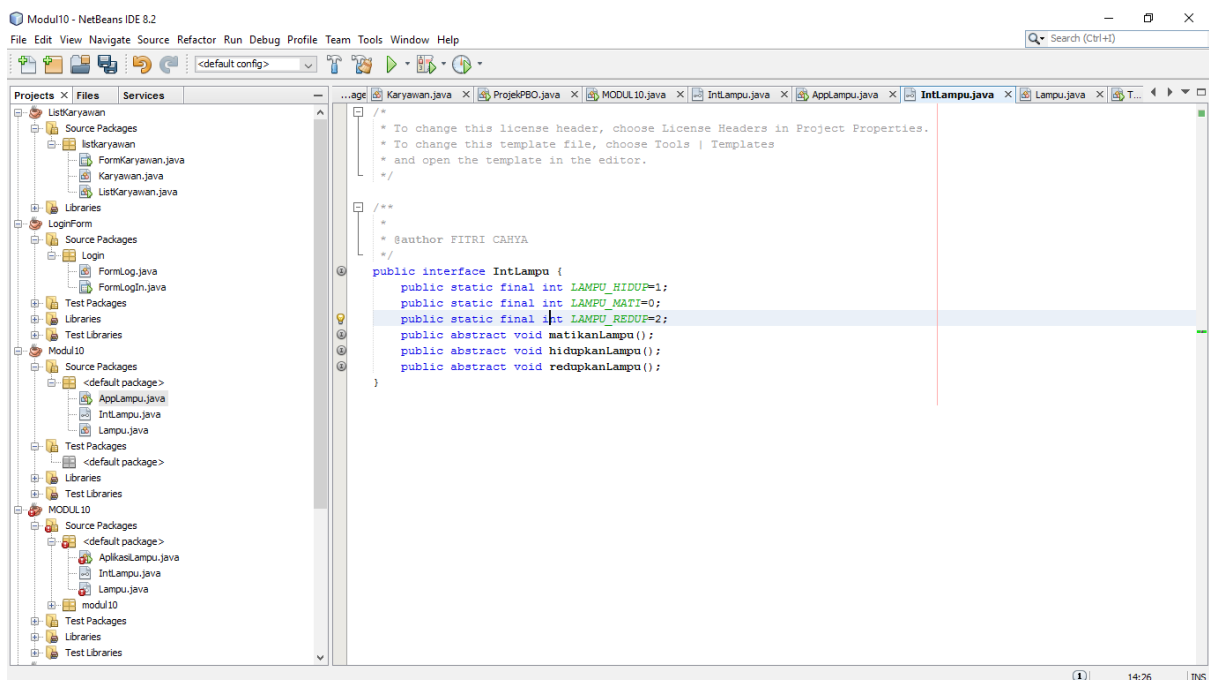 Modul10 - NetBeans IDE 8.2
File Edit View Navigate Source Refactor Run Debug Profile Team Tools Window Help
Search (Ctrl+I)
<default config>
Projects Files Services
...age Karyawan.java ProjekPBO.java MODUL10.java IntLampu.java AppLampu.java IntLampu.java Lampu.java T...
ListKaryawan
Source Packages
listkaryawan
FormKaryawan.java
Karyawan.java
ListKaryawan.java
Libraries
LoginForm
Source Packages
Login
FormLog.java
FormLogIn.java
Test Packages
Libraries
Test Libraries
Modul10
Source Packages
<default package>
AppLampu.java
IntLampu.java
Lampu.java
Test Packages
<default package>
Libraries
Test Libraries
MODUL10
Source Packages
<default package>
AplikasiLampu.java
IntLampu.java
Lampu.java
modul10
Test Packages
Libraries
Test Libraries
/*
* To change this license header, choose License Headers in Project Properties.
* To change this template file, choose Tools | Templates
* and open the template in the editor.
*/
/**
*
* @author FITRI CAHYA
*/
public interface IntLampu {
public static final int LAMPU_HIDUP=1;
public static final int LAMPU_MATI=0;
public static final int LAMPU_REDUP=2;
public abstract void matikanLampu();
public abstract void hidupkanLampu();
public abstract void redupkanLampu();
}
1 14:26 INS